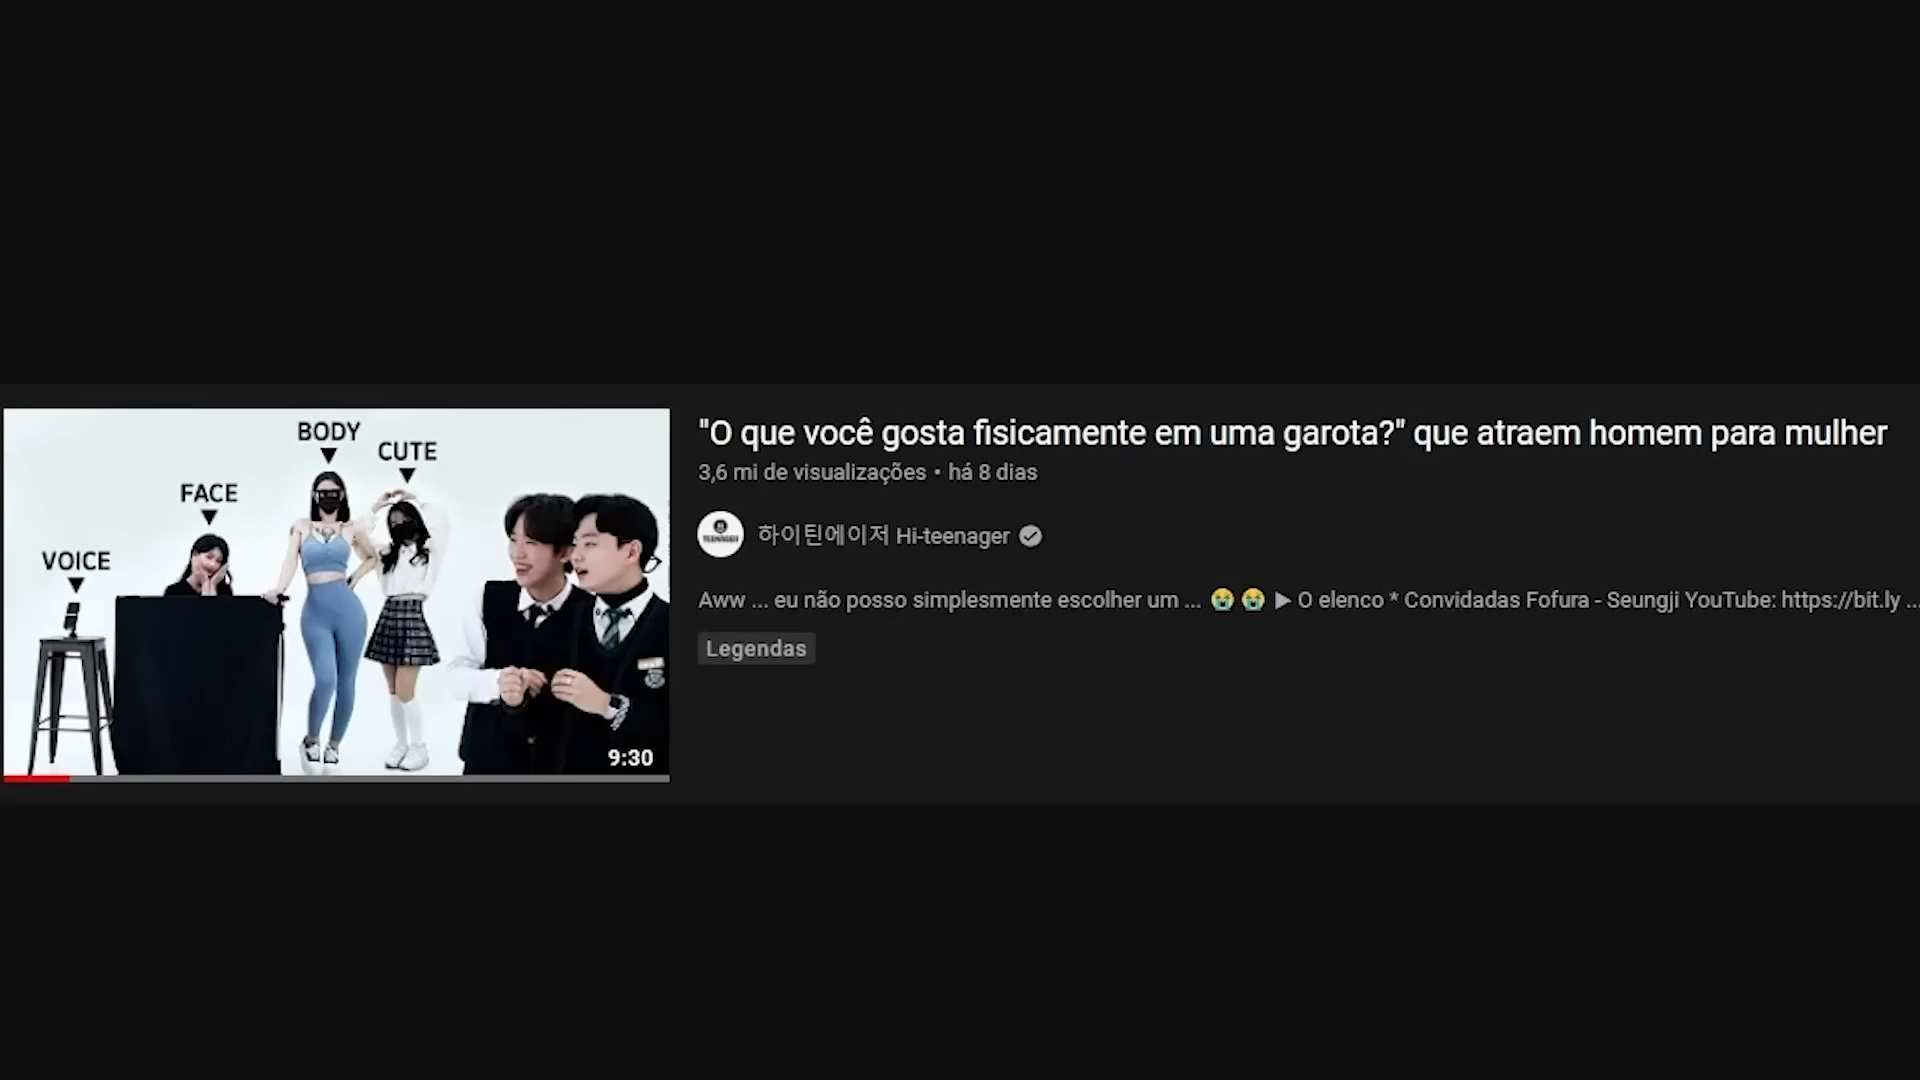 BODY
CUTE
FACE
VOICE
9:30
"O que você gosta fisicamente em uma garota?" que atraem homem para mulher
3,6 mi de visualizações • há 8 dias
TEENAGER
하이틴에이저 Hi-teenager
Aww ... eu não posso simplesmente escolher um ... 😭 😭 ▶ O elenco * Convidadas Fofura - Seungji YouTube: https://bit.ly ...
Legendas